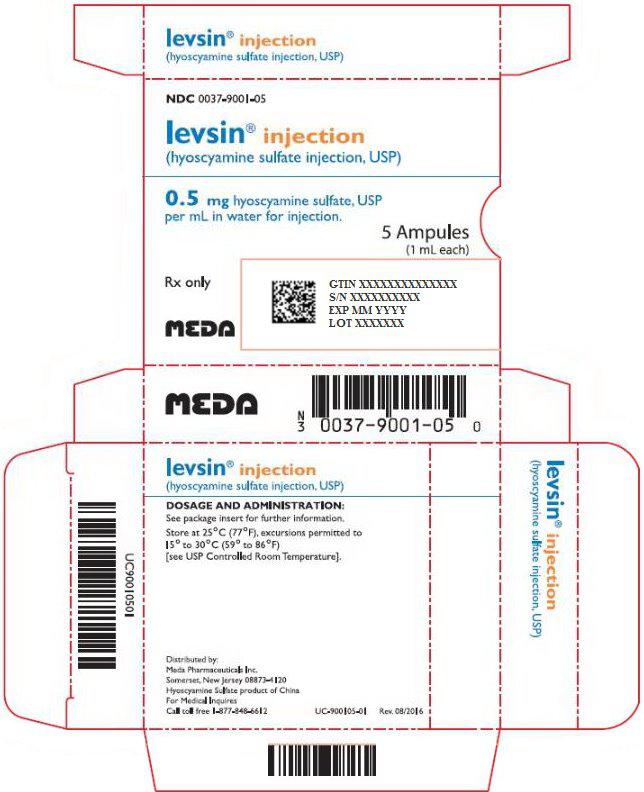 levsin® injection
(hyoscyamine sulfate injection, USP)
NDC 0037-9001-05
levsin® injection
(hyoscyamine sulfate injection, USP)
0.5 mg hyoscyamine sulfate, USP
per mL in water for injection.
5 Ampules
(1 mL each)
Rx only
GTIN XXXXXXXXXXXXXX
S/N XXXXXXXXXX
EXP MM YYYY
LOT XXXXXXX
MEDA
MEDA
N
3 0037-9001-05 0
levsin® injection
(hyoscyamine sulfate injection, USP)
DOSAGE AND ADMINISTRATION:
See package insert for further information.
Store at 25°C (77°F), excursions permitted to
15° to 30°C (59° to 86°F)
[see USP Controlled Room Temperature].
Distributed by:
Meda Pharmaceuticals Inc.
Somerset, New Jersey 08873-4120
Hyoscyamine Sulfate product of China
For Medical Inquires
Call toll free 1-877-848-6612 UC-900105-01 Rev. 08/2016
UC90010501
levsin® injection
(hyoscyamine sulfate injection, USP)